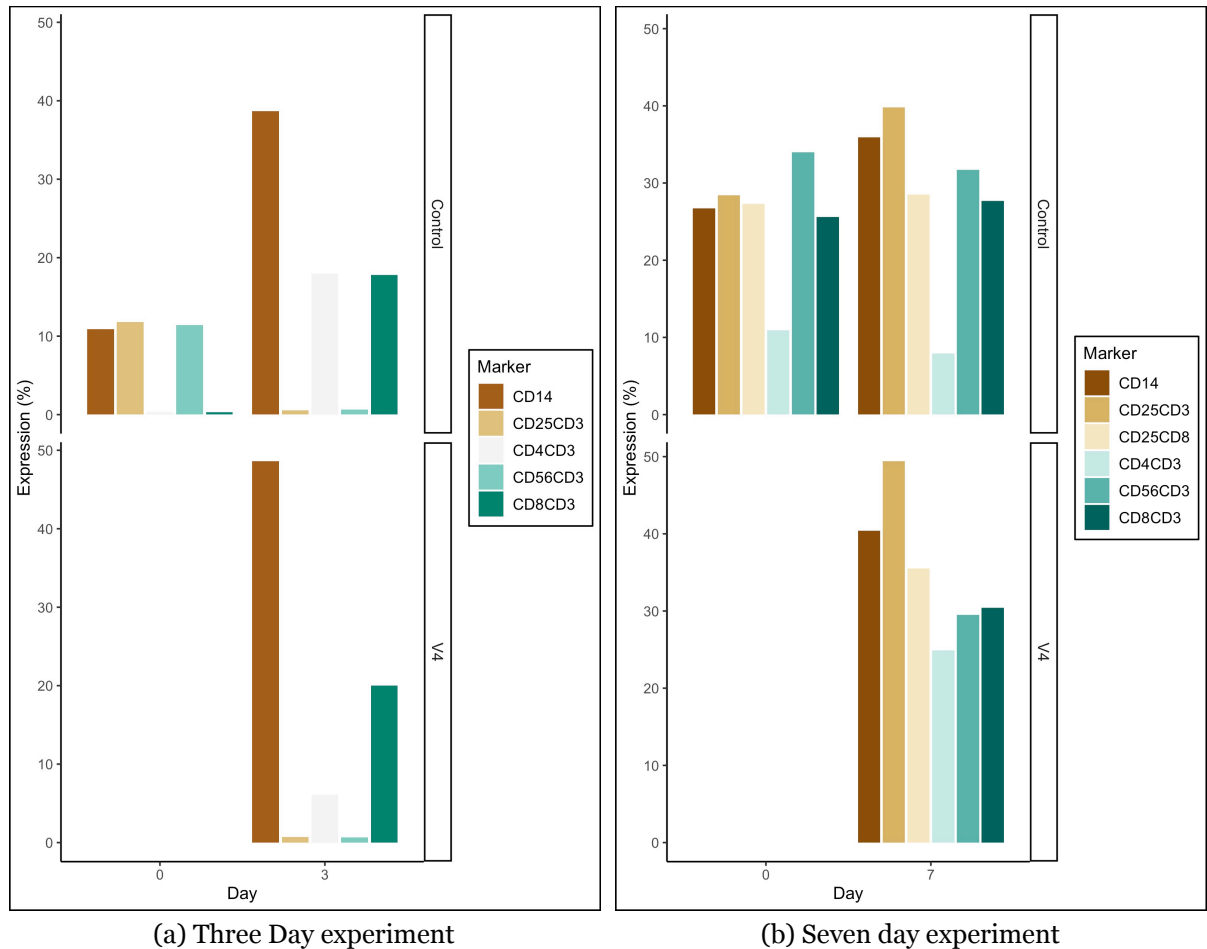 Expression (%)
50
40
30
20
10
0
Control
50
40
30
20
10
0
V4
0
3
Day
Marker
CD14
CD25CD3
CD4CD3
CD56CD3
CD8CD3
(a) Three Day experiment
Expression (%)
50
40
30
20
10
0
Control
50
40
30
20
10
0
V4
0
7
Day
Marker
CD14
CD25CD3
CD25CD8
CD4CD3
CD56CD3
CD8CD3
(b) Seven day experiment